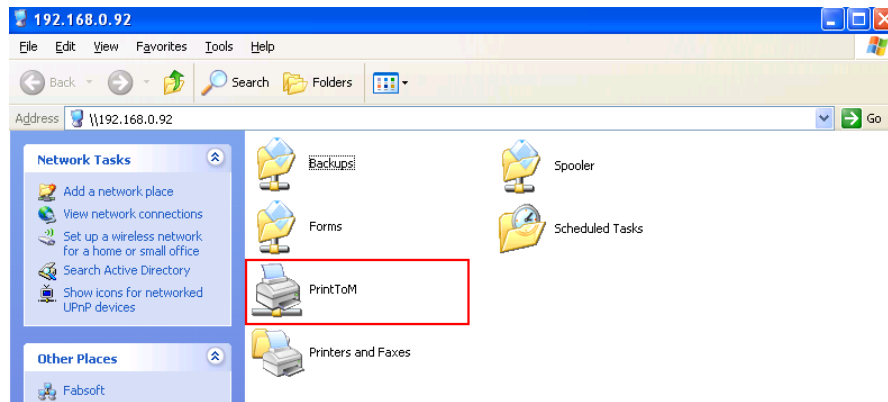 192.168.0.92
File Edit View Favorites Tools Help
Back Search Folders
Address \\192.168.0.92 Go
Network Tasks
Add a network place
View network connections
Set up a wireless network
for a home or small office
Search Active Directory
Show icons for networked
UPnP devices
Other Places
Fabsoft
Backups
Spooler
Forms
Scheduled Tasks
PrintToM
Printers and Faxes